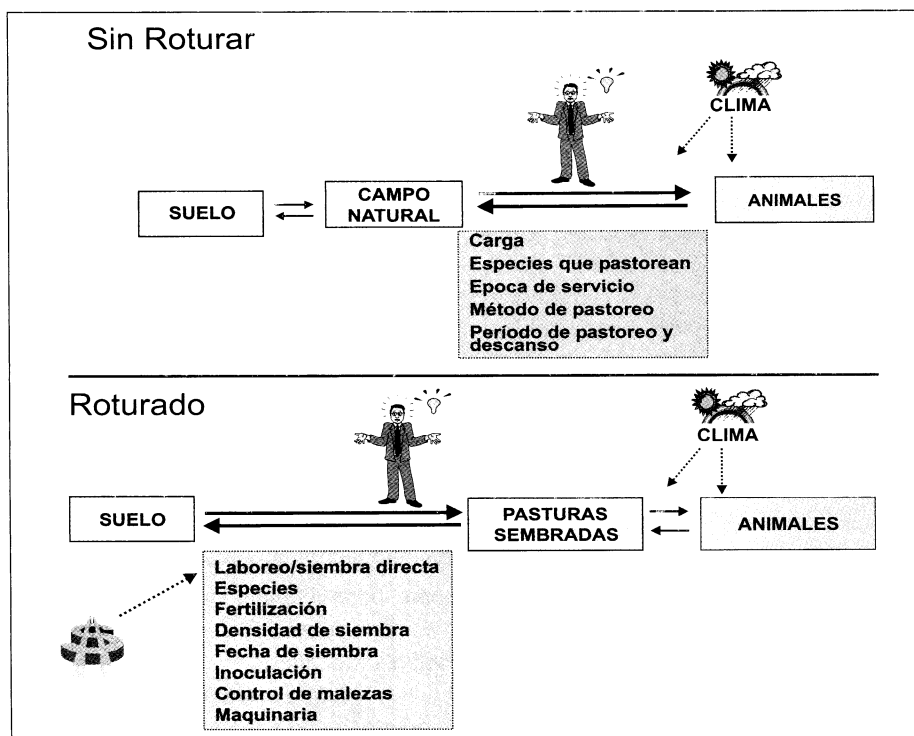 Sin Roturar
CLIMA
SUELO
CAMPO
NATURAL
ANIMALES
Carga
Especies que pastorean
Epoca de servicio
Método de pastoreo
Período de pastoreo y
descanso
Roturado
CLIMA
SUELO
PASTURAS
SEMBRADAS
ANIMALES
Laboreo/siembra directa
Especies
Fertilización
Densidad de siembra
Fecha de siembra
Inoculación
Control de malezas
Maquinaria